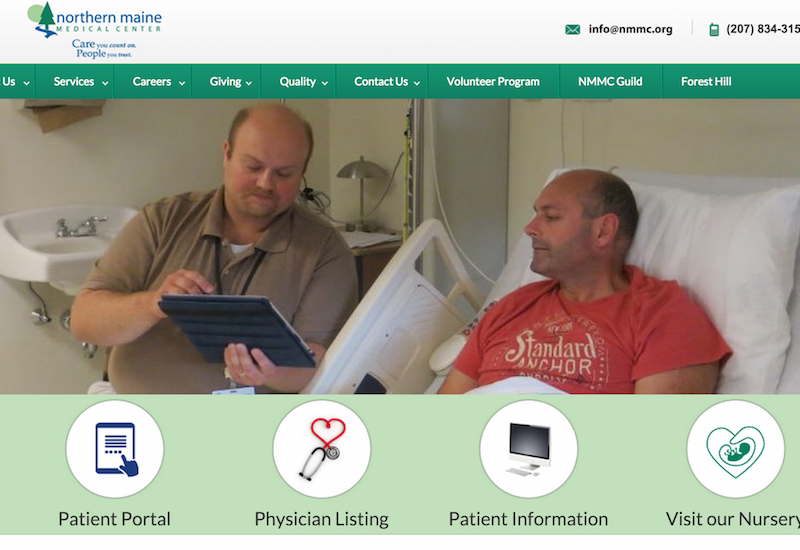 northern maine
MEDICAL CENTER
Care you count on.
People you trust.
info@nmmc.org
(207) 834-315
Us
Services
Careers
Giving
Quality
Contact Us
Volunteer Program
NMMC Guild
Forest Hill
Standard
ANCHOR
Patient Portal
Physician Listing
Patient Information
Visit our Nursery